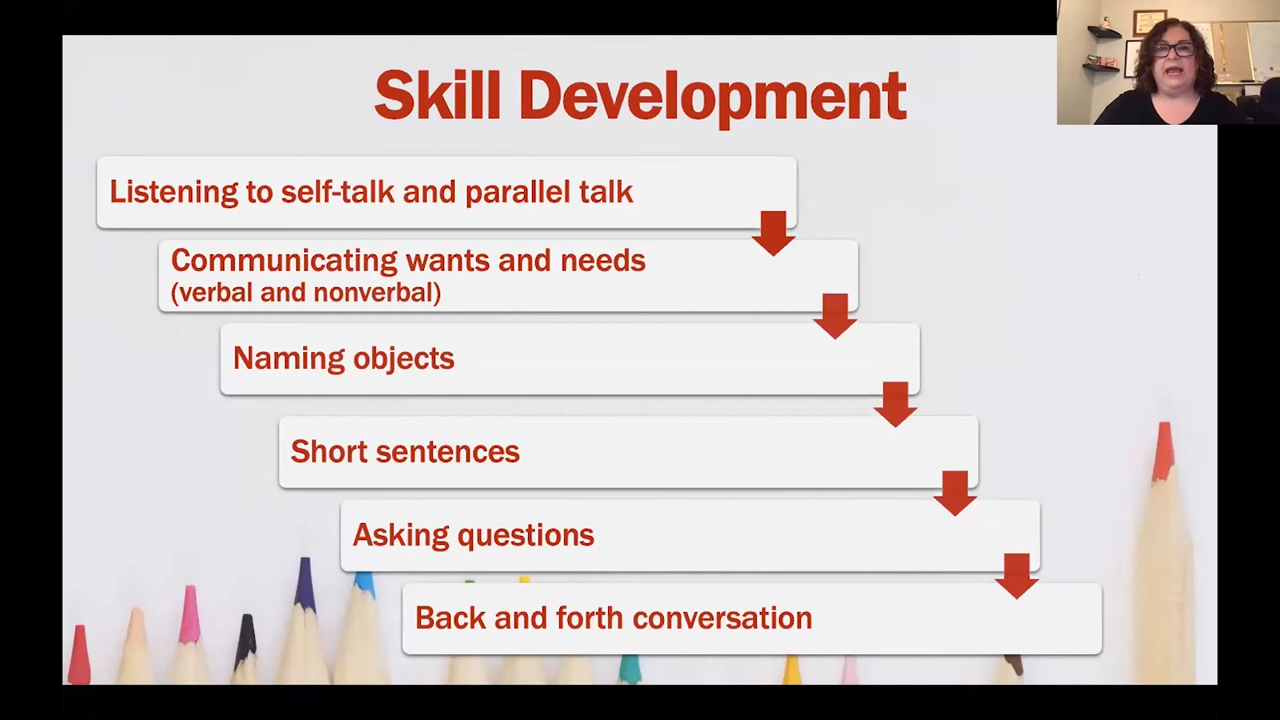 Skill Development
Listening to self-talk and parallel talk
Communicating wants and needs
(verbal and nonverbal)
Naming objects
Short sentences
Asking questions
Back and forth conversation